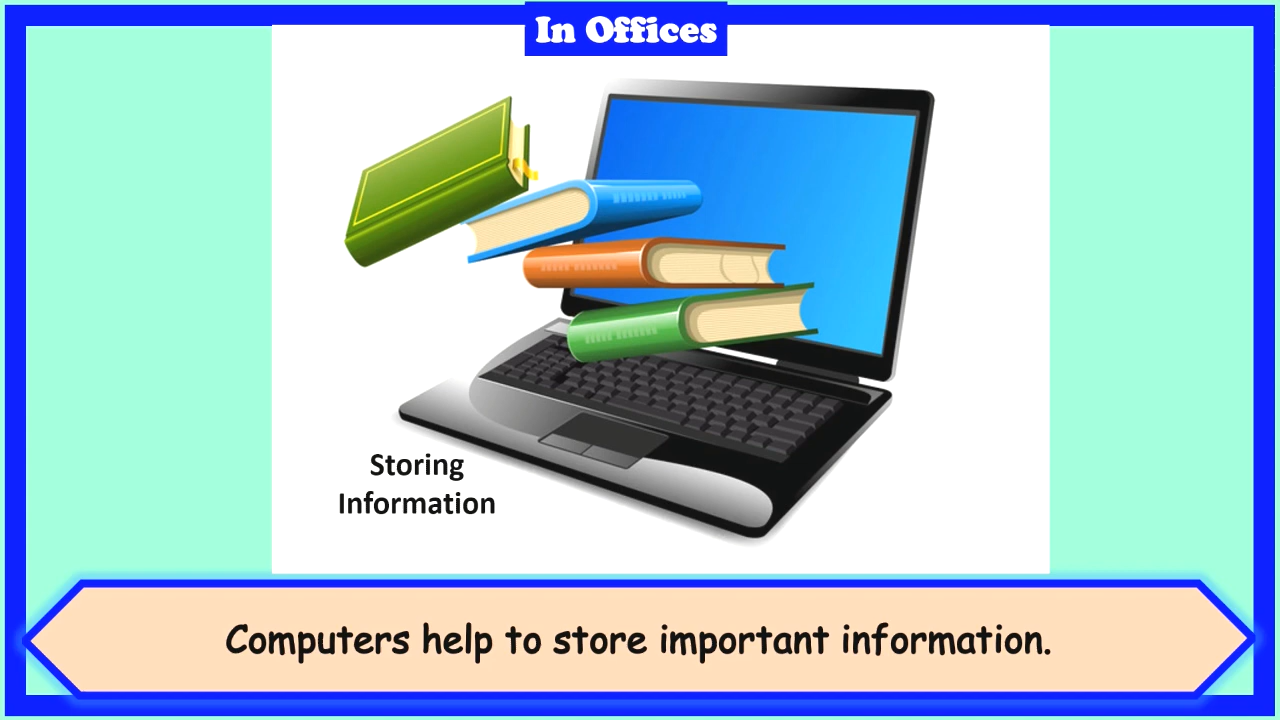 In Offices
Storing
Information
Computers help to store important information.